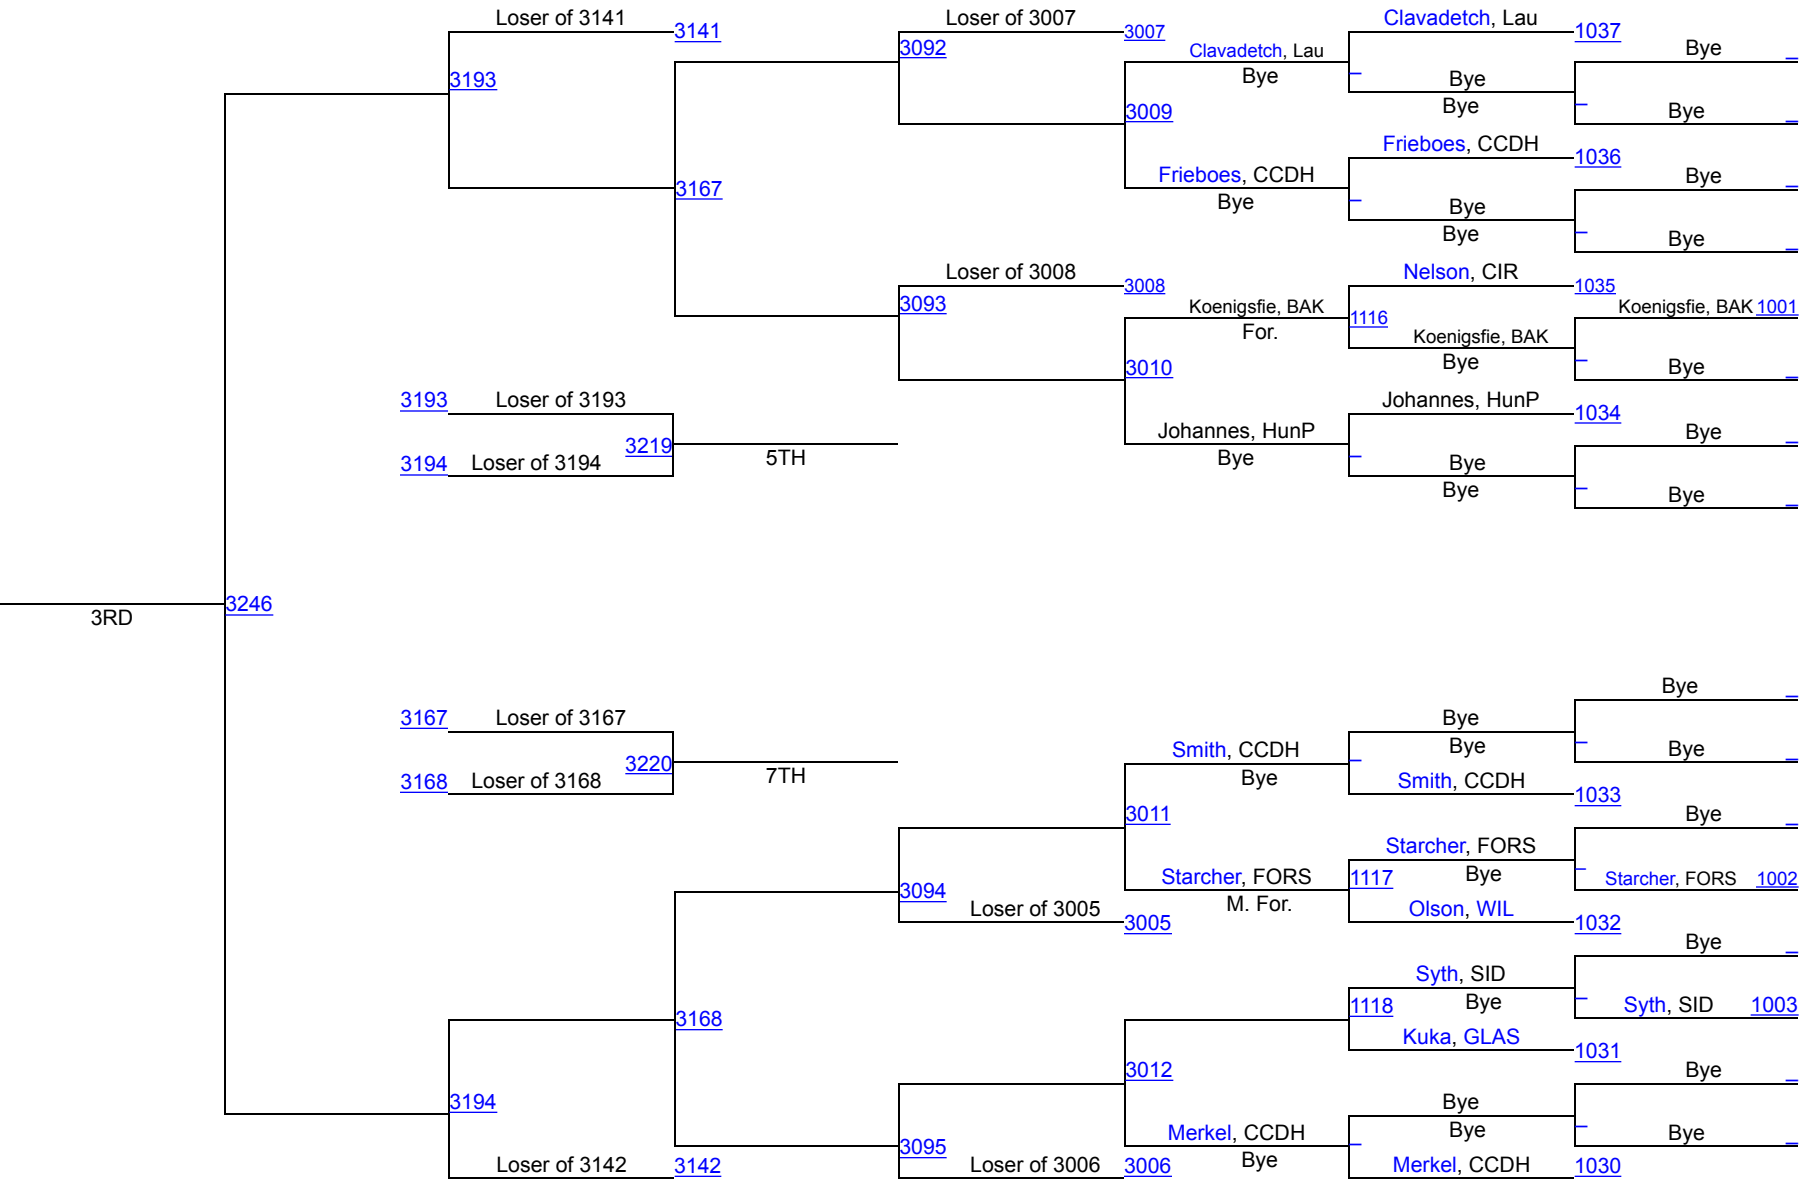 Loser of 3141 3141
Loser of 3007 3007
Clavadetch, Lau 1037
3193
3092
Clavadetch, Lau
Bye
Bye _
_
Bye
Bye
3009
_
Bye _
Frieboes, CCDH 1036
3167
Frieboes, CCDH
Bye
Bye _
_
Bye
Bye
_
Bye _
Loser of 3008 3008
Nelson, CIR 1035
3093
Koenigsfie, BAK
For.
Koenigsfie, BAK 1001
1116
Koenigsfie, BAK
Bye
3010
_
Bye _
3193 Loser of 3193
Johannes, HunP 1034
3219
5TH
Johannes, HunP
Bye
Bye _
3194 Loser of 3194
_
Bye
Bye
_
Bye _
3246
3RD
Bye _
3167 Loser of 3167
Bye
Bye
_
Bye _
3220
7TH
Smith, CCDH
Bye
_
3168 Loser of 3168
Smith, CCDH 1033
3011
Bye _
Starcher, FORS
Bye
3094
Starcher, FORS
M. For.
1117
_
Starcher, FORS 1002
Loser of 3005 3005
Olson, WIL 1032
Bye _
Syth, SID
Bye
3168
1118
_
Syth, SID 1003
Kuka, GLAS 1031
3012
Bye _
3194
Bye
Bye
3095
Merkel, CCDH
Bye
_
_
Bye _
Loser of 3142 3142
Loser of 3006 3006
Merkel, CCDH 1030